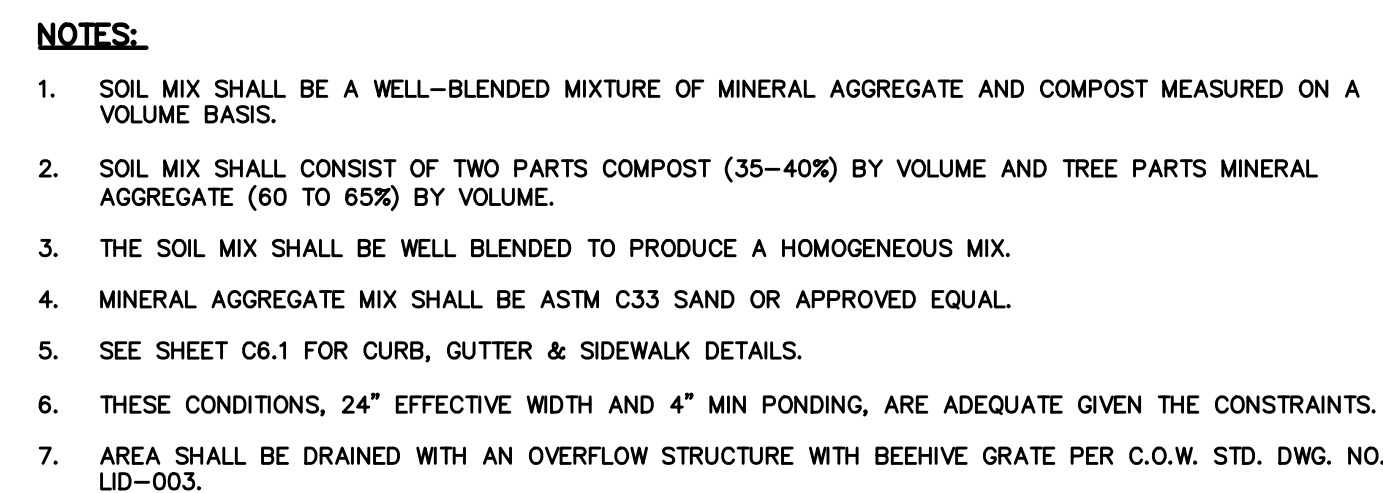 NOTES:
1. SOIL MIX SHALL BE A WELL–BLENDED MIXTURE OF MINERAL AGGREGATE AND COMPOST MEASURED ON A
VOLUME BASIS.
2. SOIL MIX SHALL CONSIST OF TWO PARTS COMPOST (35–40%) BY VOLUME AND TREE PARTS MINERAL
AGGREGATE (60 TO 65%) BY VOLUME.
3. THE SOIL MIX SHALL BE WELL BLENDED TO PRODUCE A HOMOGENEOUS MIX.
4. MINERAL AGGREGATE MIX SHALL BE ASTM C33 SAND OR APPROVED EQUAL.
5. SEE SHEET C6.1 FOR CURB, GUTTER & SIDEWALK DETAILS.
6. THESE CONDITIONS, 24" EFFECTIVE WIDTH AND 4" MIN PONDING, ARE ADEQUATE GIVEN THE CONSTRAINTS.
7. AREA SHALL BE DRAINED WITH AN OVERFLOW STRUCTURE WITH BEEHIVE GRATE PER C.O.W. STD. DWG. NO.
LID–003.